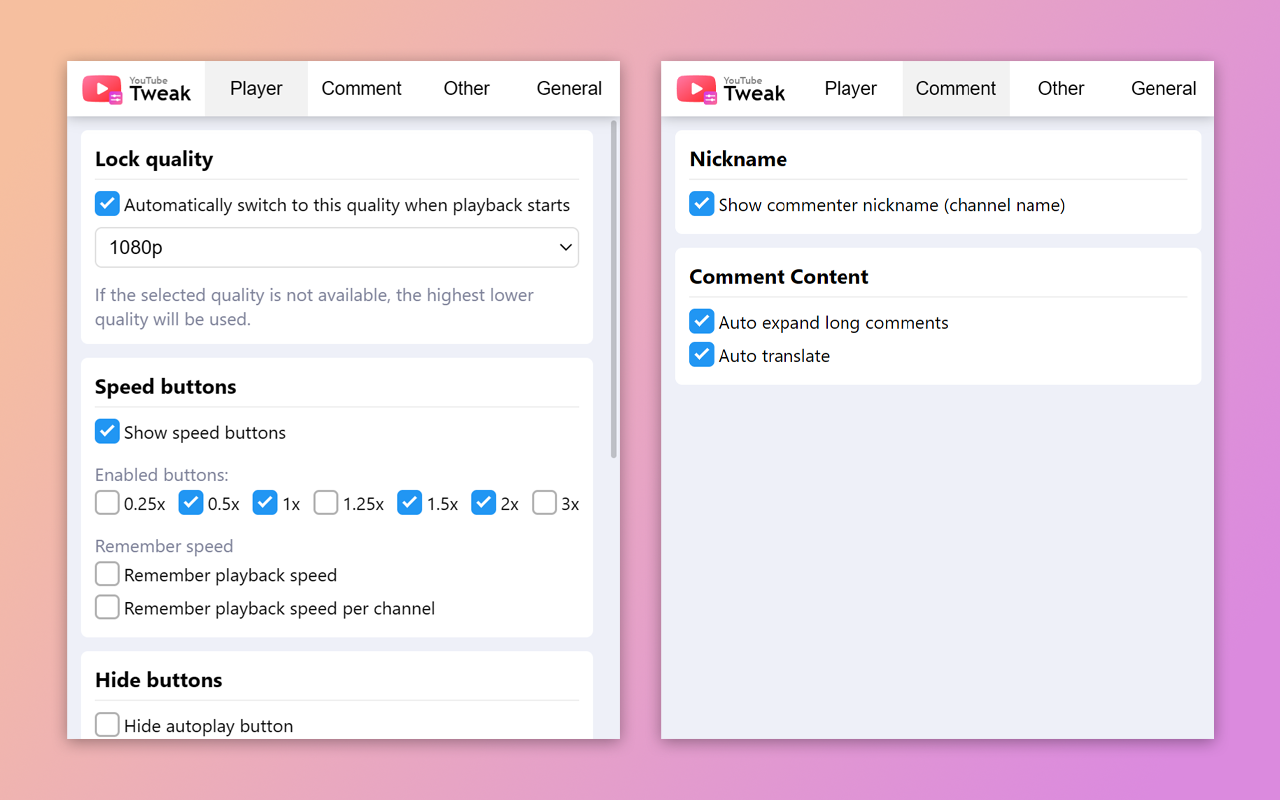 YouTube
Tweak
Player
Comment
Other
General
Lock quality
Automatically switch to this quality when playback starts
1080p
If the selected quality is not available, the highest lower
quality will be used.
Speed buttons
Show speed buttons
Enabled buttons:
0.25x 0.5x 1x 1.25x 1.5x 2x 3x
Remember speed
Remember playback speed
Remember playback speed per channel
Hide buttons
Hide autoplay button
YouTube
Tweak
Player
Comment
Other
General
Nickname
Show commenter nickname (channel name)
Comment Content
Auto expand long comments
Auto translate